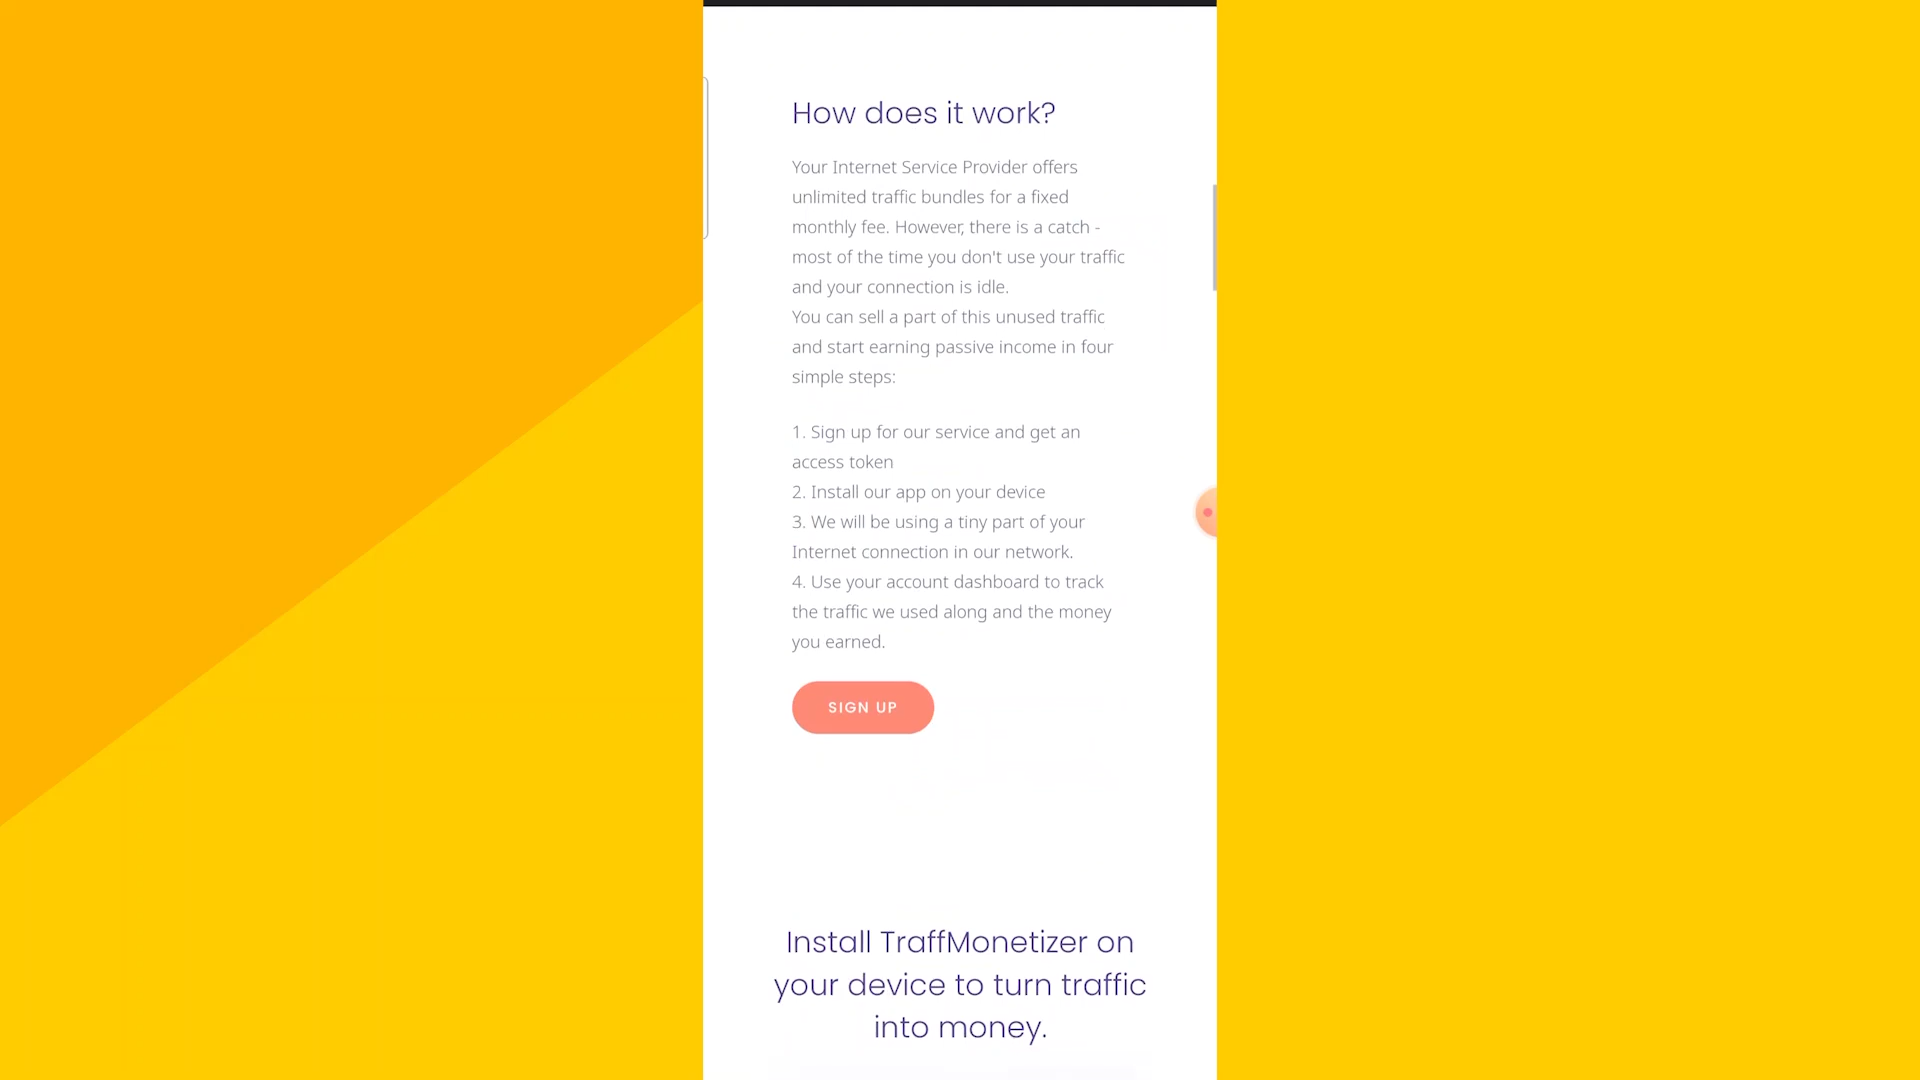 How does it work?
Your Internet Service Provider offers
unlimited traffic bundles for a fixed
monthly fee. However, there is a catch -
most of the time you don't use your traffic
and your connection is idle.
You can sell a part of this unused traffic
and start earning passive income in four
simple steps:
1. Sign up for our service and get an
access token
2. Install our app on your device
3. We will be using a tiny part of your
Internet connection in our network.
4. Use your account dashboard to track
the traffic we used along and the money
you earned.
SIGN UP
Install TraffMonetizer on
your device to turn traffic
into money.